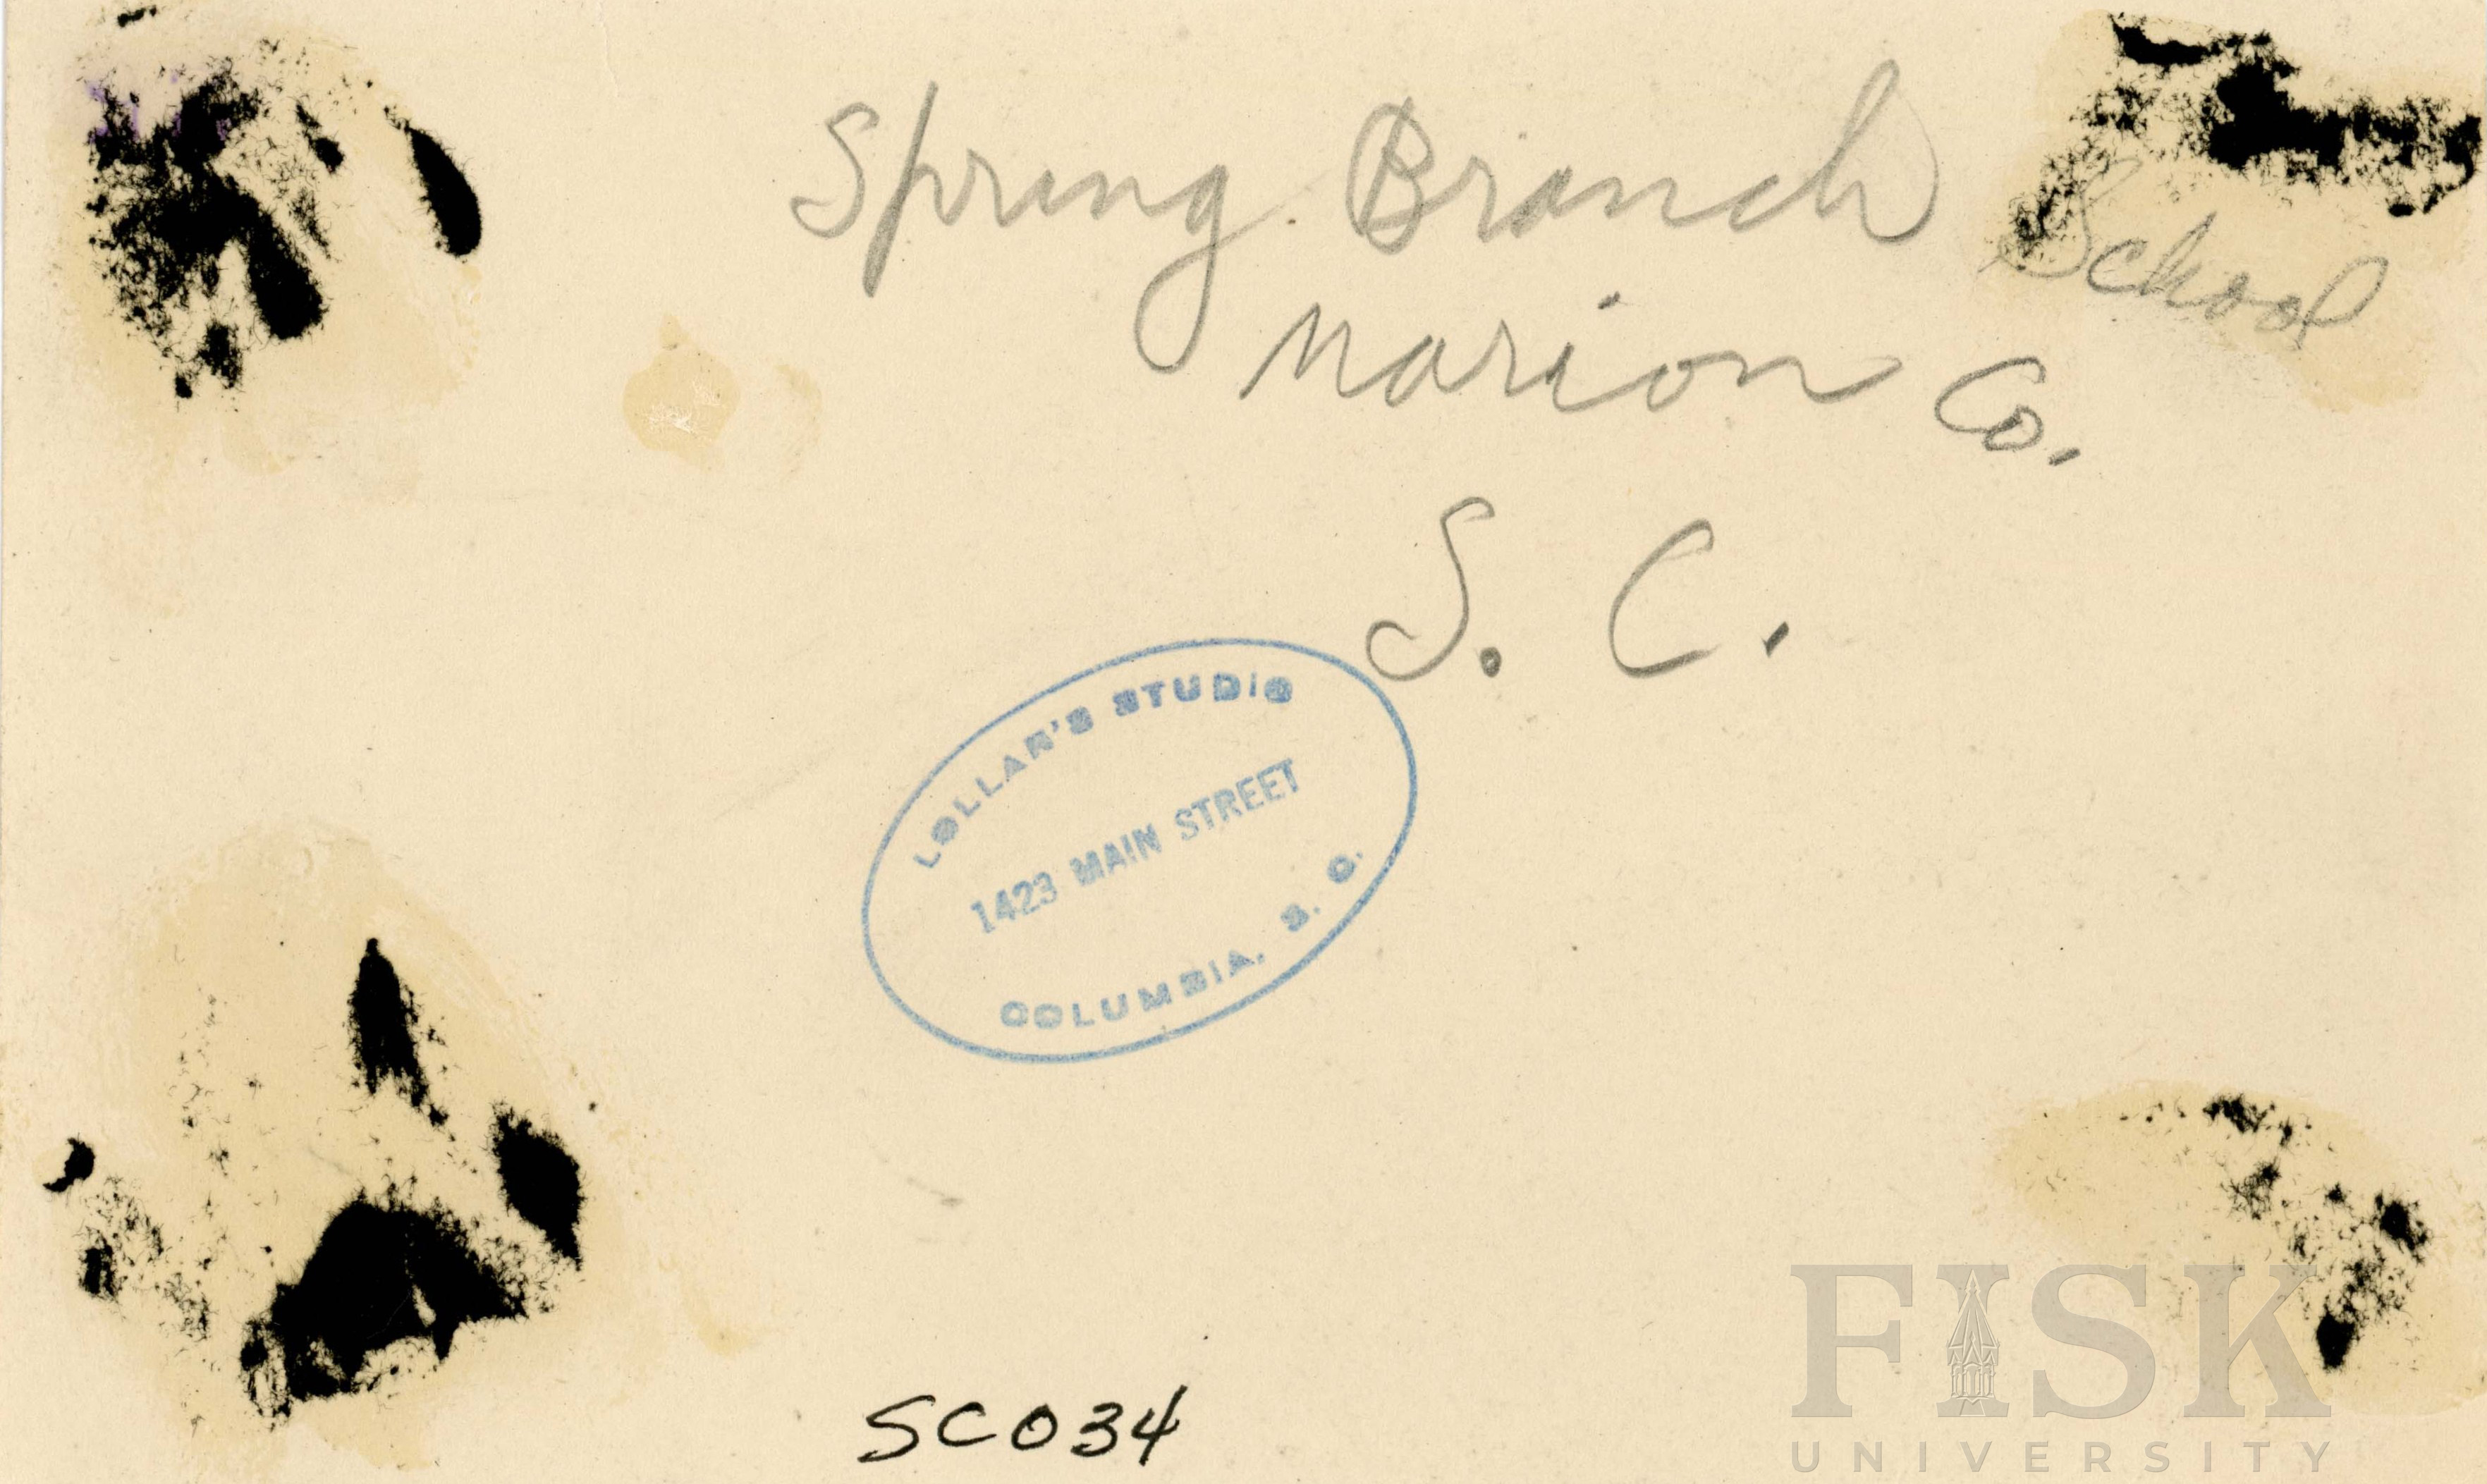 Spring Branch School
Marion Co.
S. C.
LOLLAR'S STUDIO
1423 MAIN STREET
COLUMBIA, S. C.
SC034
FISK
UNIVERSITY